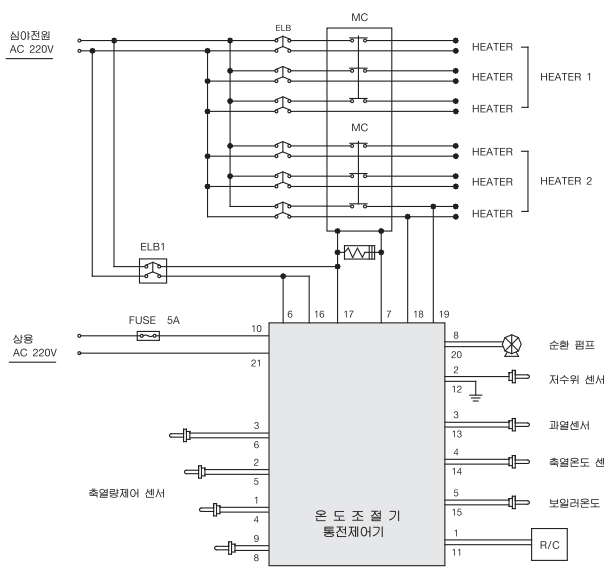 심야전원
AC 220V
ELB
MC
HEATER
HEATER
HEATER
HEATER 1
MC
HEATER
HEATER
HEATER
HEATER 2
ELB1
6 16 17 7 18 19
상용
AC 220V
FUSE 5A
10
21
8
20
순환 펌프
2
12
저수위 센서
3
13
과열센서
4
14
축열온도 센
5
15
보일러온도
1
11
R/C
3
6
2
5
축열량제어 센서
1
4
9
8
온도조절기
통전제어기